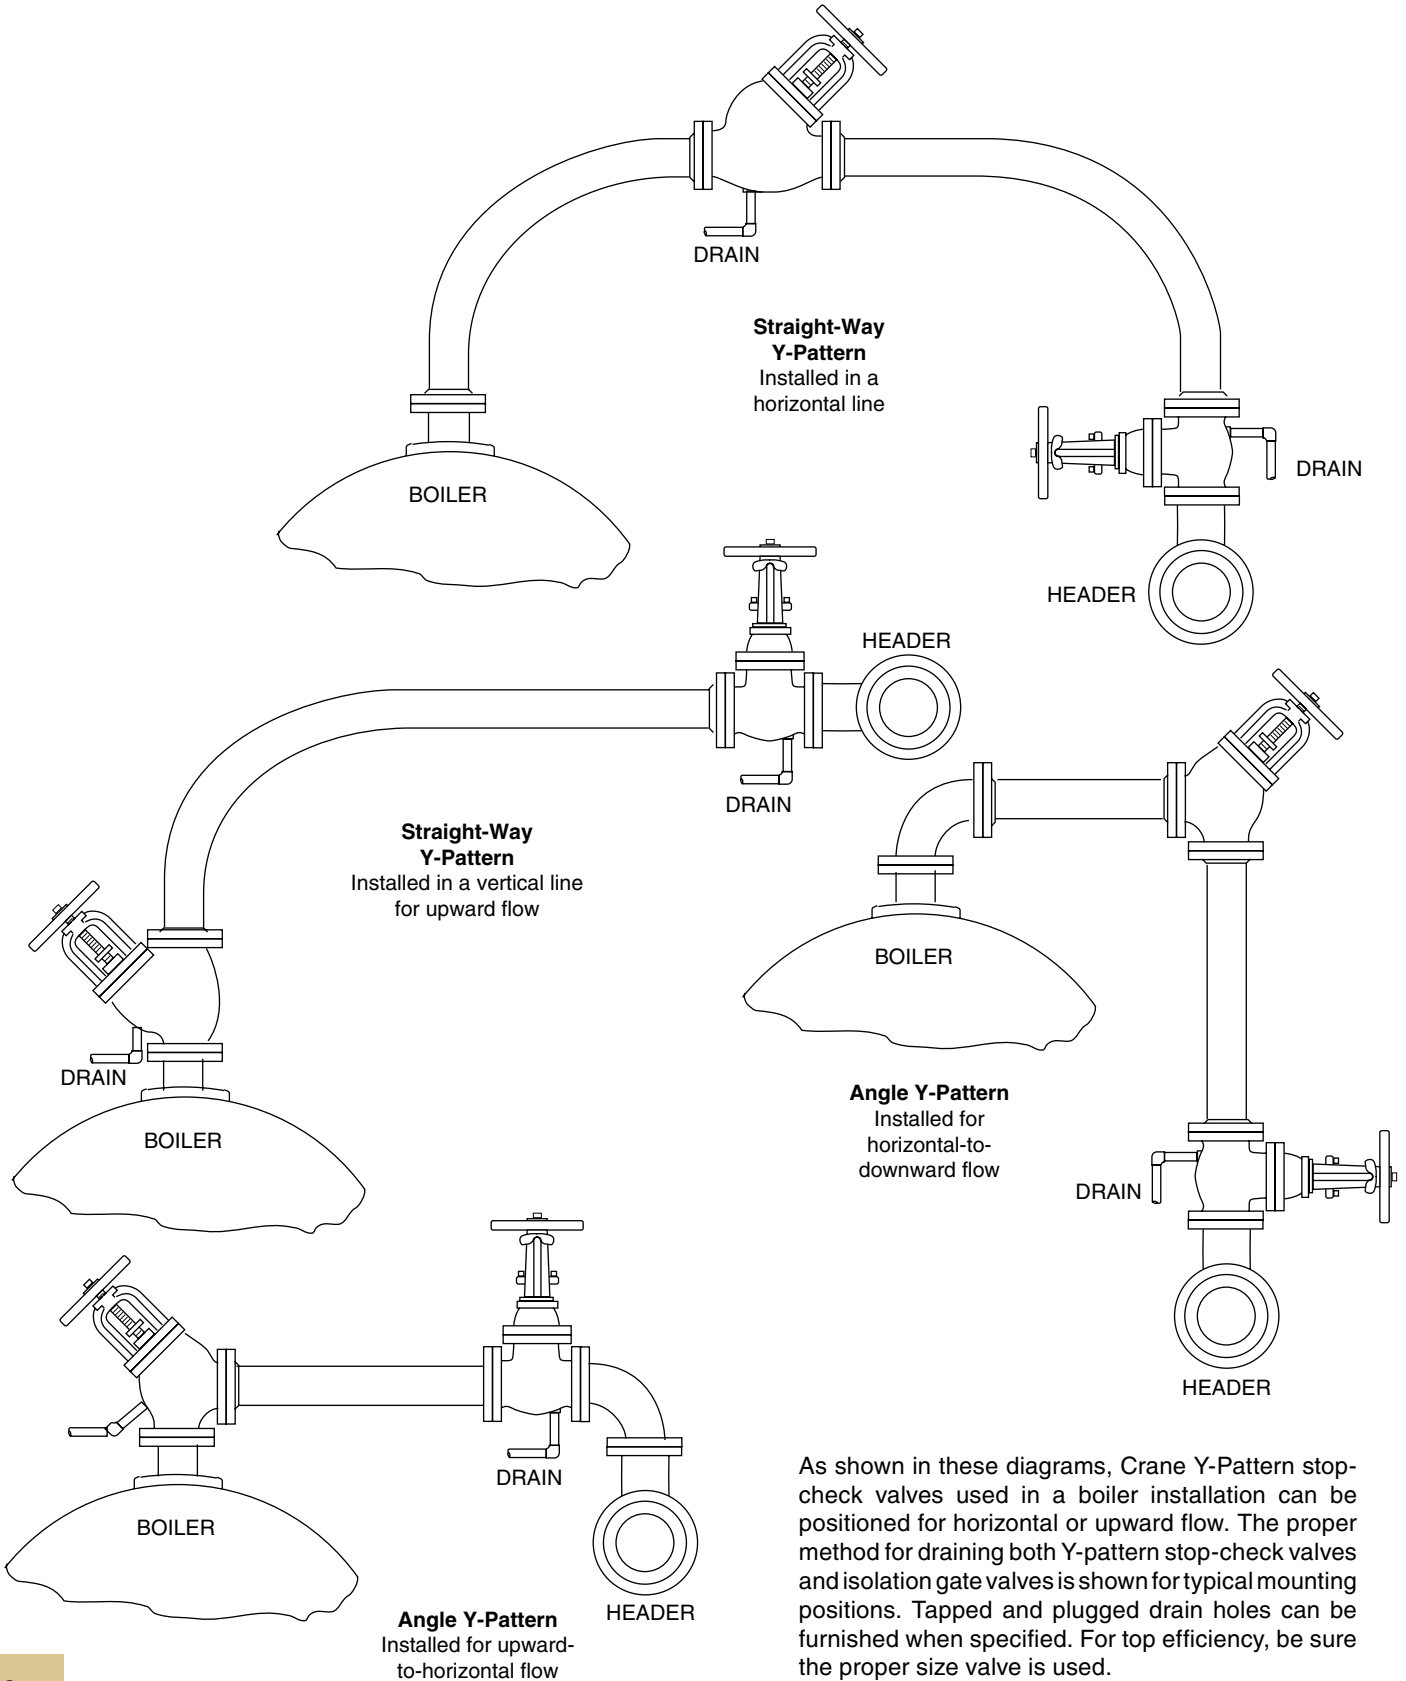 DRAIN
Straight-Way
Y-Pattern
Installed in a
horizontal line
BOILER
DRAIN
HEADER
HEADER
DRAIN
Straight-Way
Y-Pattern
Installed in a vertical line
for upward flow
BOILER
DRAIN
BOILER
Angle Y-Pattern
Installed for
horizontal-to-
downward flow
DRAIN
HEADER
DRAIN
BOILER
HEADER
Angle Y-Pattern
Installed for upward-
to-horizontal flow
As shown in these diagrams, Crane Y-Pattern stop-
check valves used in a boiler installation can be
positioned for horizontal or upward flow. The proper
method for draining both Y-pattern stop-check valves
and isolation gate valves is shown for typical mounting
positions. Tapped and plugged drain holes can be
furnished when specified. For top efficiency, be sure
the proper size valve is used.